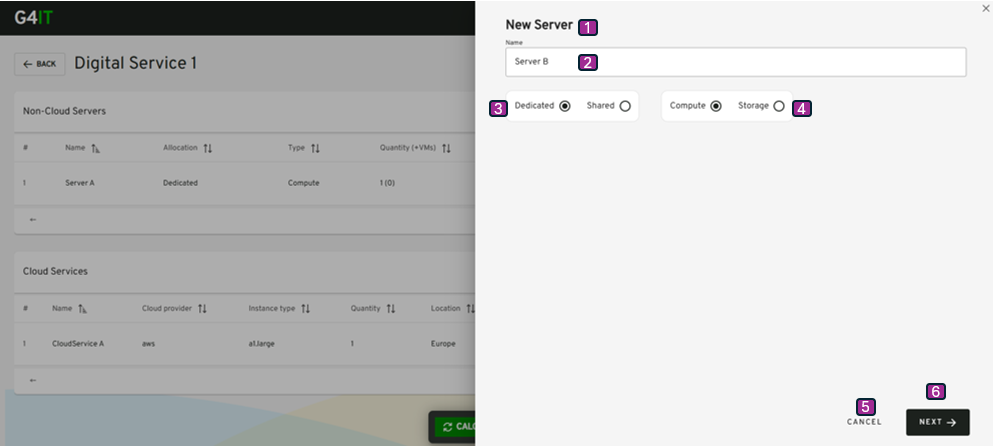 G4IT
← BACK
Digital Service 1
Non-Cloud Servers
# Name Allocation Type Quantity (+VMs)
1 Server A Dedicated Compute 1 (0)
←
Cloud Services
# Name Cloud provider Instance type Quantity Location
1 CloudService A aws a1.large 1 Europe
←
New Server 1
Name
Server B 2
3 Dedicated Shared Compute Storage 4
5
CANCEL
6
NEXT →